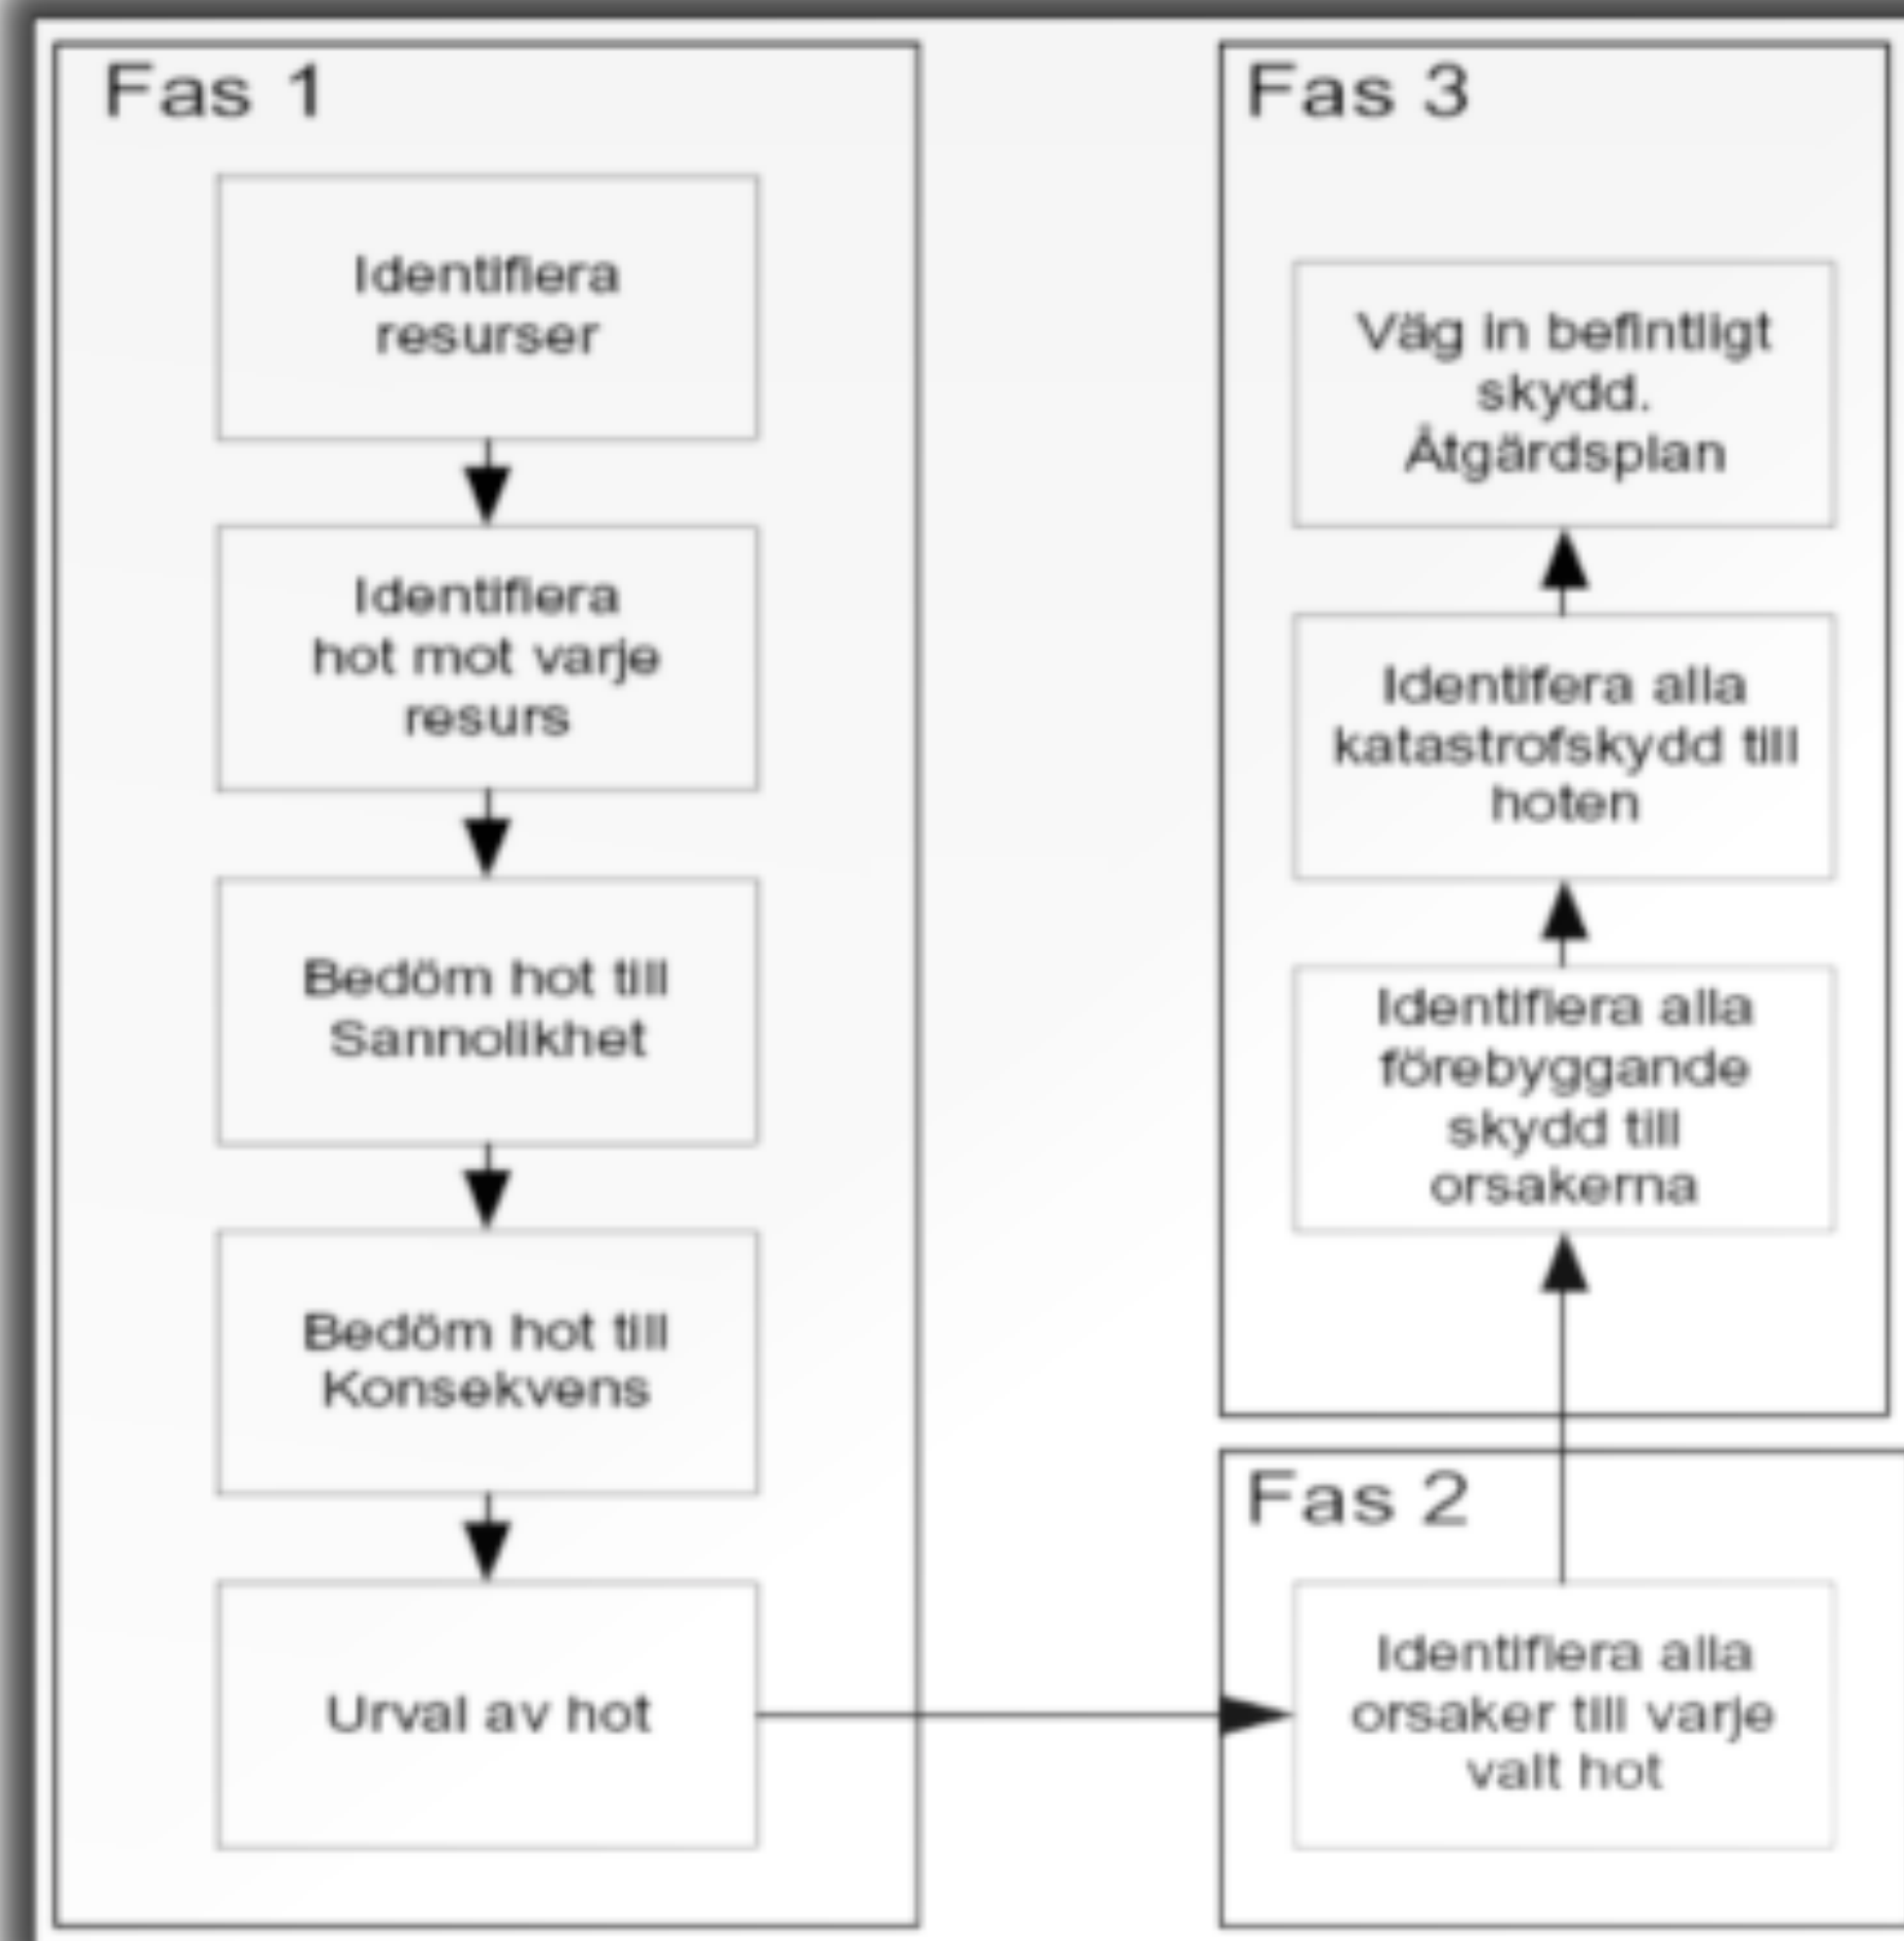 Fas 1
Identifiera
resurser
Identifiera
hot mot varje
resurs
Bedöm hot till
Sannolikhet
Bedöm hot till
Konsekvens
Urval av hot
Fas 2
Identifiera alla
orsaker till varje
valt hot
Fas 3
Identifiera alla
förebyggande
skydd till
orsakerna
Identifera alla
katastrofskydd till
hoten
Väg in befintligt
skydd.
Åtgärdsplan